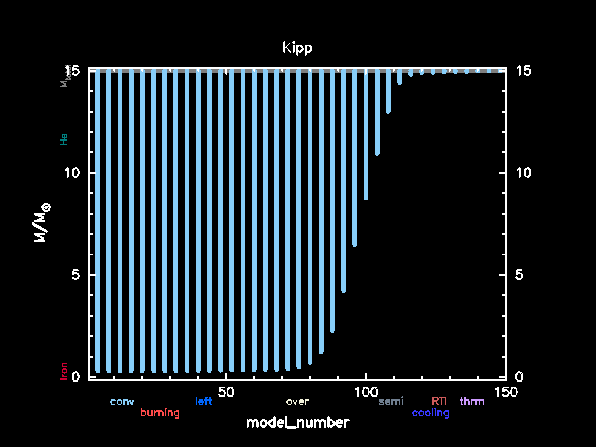 Kipp
15
15
He
10
10
M/M☉
5
5
Iron
0
0
50
100
150
conv
left
over
semi
RTI
thrm
burning
cooling
model_number